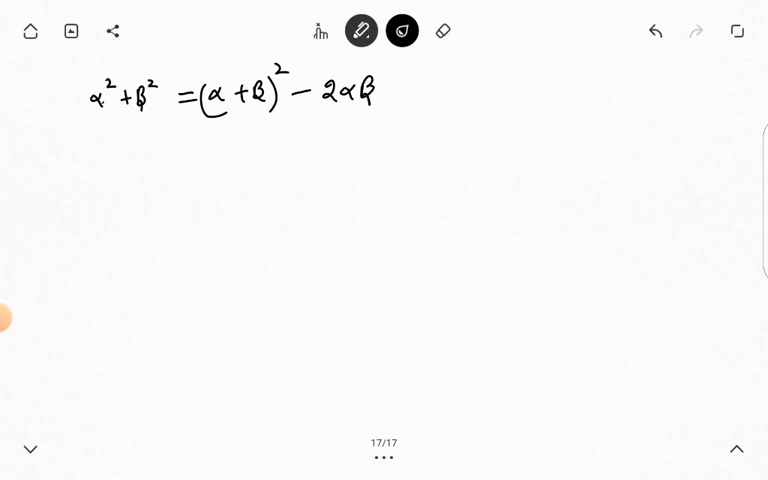 α² + β² = (α + β)² − 2αβ
17/17